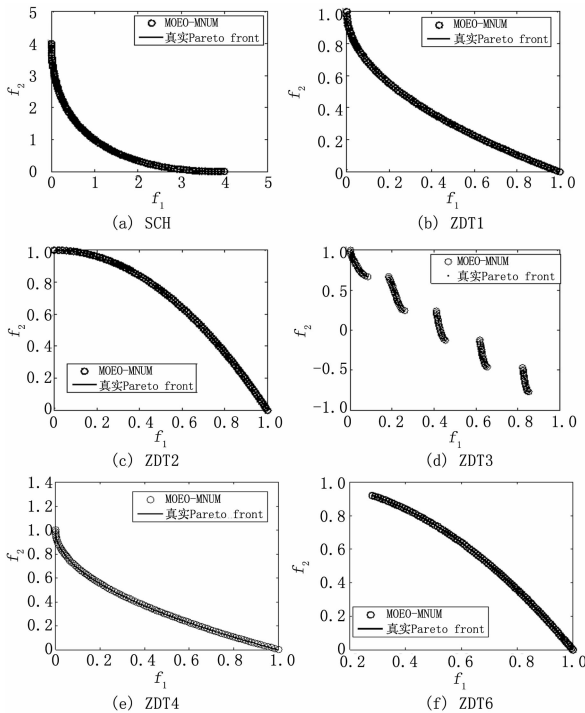 5
4
3
2
1
0
f₂
MOEO-MNUM
真实Pareto front
0 1 2 3 4 5
f₁
(a) SCH
1.0
0.8
0.6
0.4
0.2
0
f₂
MOEO-MNUM
真实Pareto front
0 0.2 0.4 0.6 0.8 1.0
f₁
(b) ZDT1
1.0
0.8
0.6
0.4
0.2
0
f₂
MOEO-MNUM
真实Pareto front
0.2 0.4 0.6 0.8 1.0
f₁
(c) ZDT2
1.0
0.5
0
-0.5
-1.0
f₂
MOEO-MNUM
真实Pareto front
0 0.2 0.4 0.6 0.8 1.0
f₁
(d) ZDT3
1.4
1.2
1.0
0.8
0.6
0.4
0.2
0
f₂
MOEO-MNUM
真实Pareto front
0 0.2 0.4 0.6 0.8 1.0
f₁
(e) ZDT4
1.0
0.8
0.6
0.4
0.2
0
f₂
MOEO-MNUM
真实Pareto front
0.2 0.4 0.6 0.8 1.0
f₁
(f) ZDT6